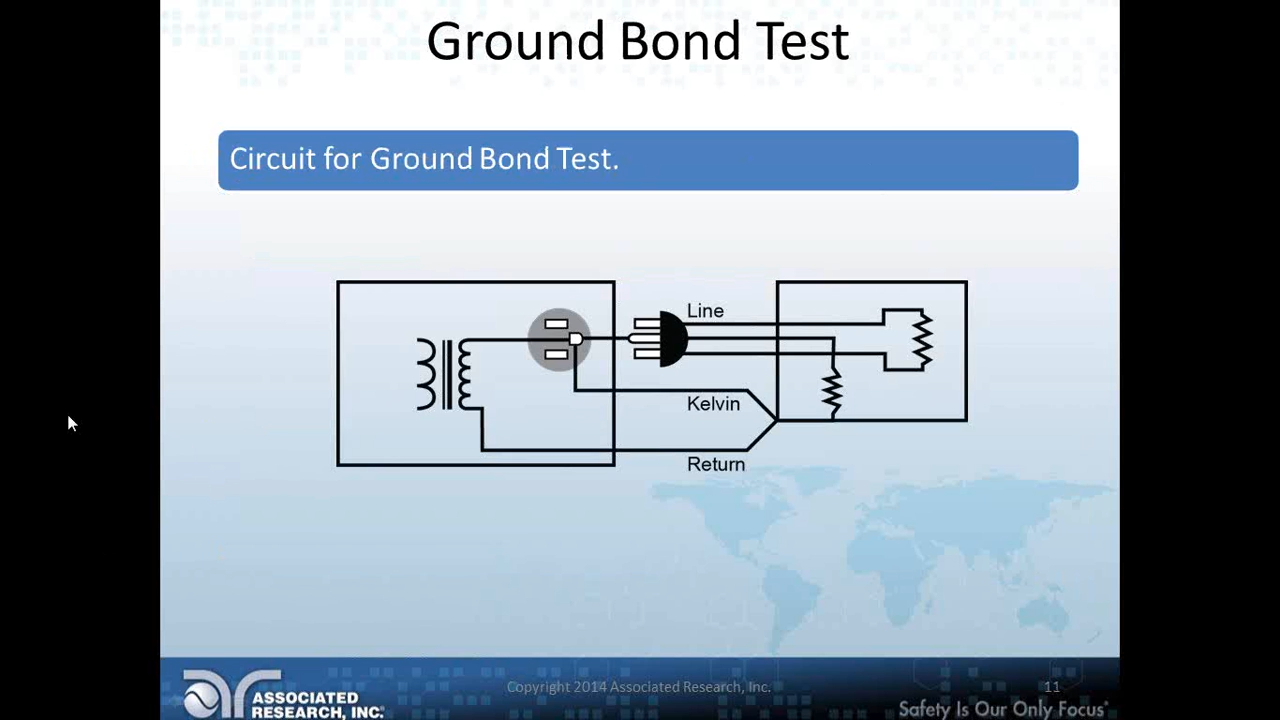 Ground Bond Test
Circuit for Ground Bond Test.
Line
Kelvin
Return
ASSOCIATED
RESEARCH, INC.
Copyright 2014 Associated Research, Inc.
11
Safety Is Our Only Focus